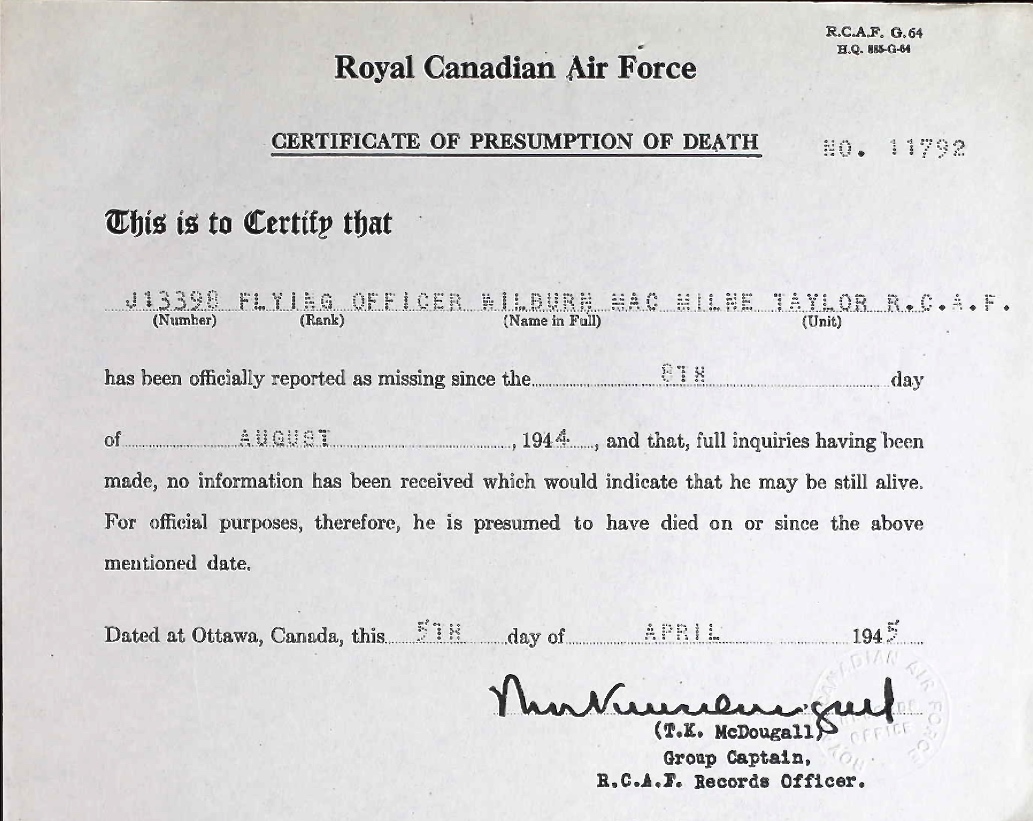 R.C.A.F. G.64
H.Q. 885-G-64
Royal Canadian Air Force
CERTIFICATE OF PRESUMPTION OF DEATH NO. 11792
This is to Certify that
J13398 FLYING OFFICER WILBURN MAC MILNE TAYLOR R.C.A.F.
(Number) (Rank) (Name in Full) (Unit)
has been officially reported as missing since the 8TH day
of AUGUST, 1944, and that, full inquiries having been
made, no information has been received which would indicate that he may be still alive.
For official purposes, therefore, he is presumed to have died on or since the above
mentioned date.
Dated at Ottawa, Canada, this 5TH day of APRIL 1945
(T.K. McDougall)
Group Captain,
R.C.A.F. Records Officer.
ROYAL CANADIAN AIR FORCE
OFFICE